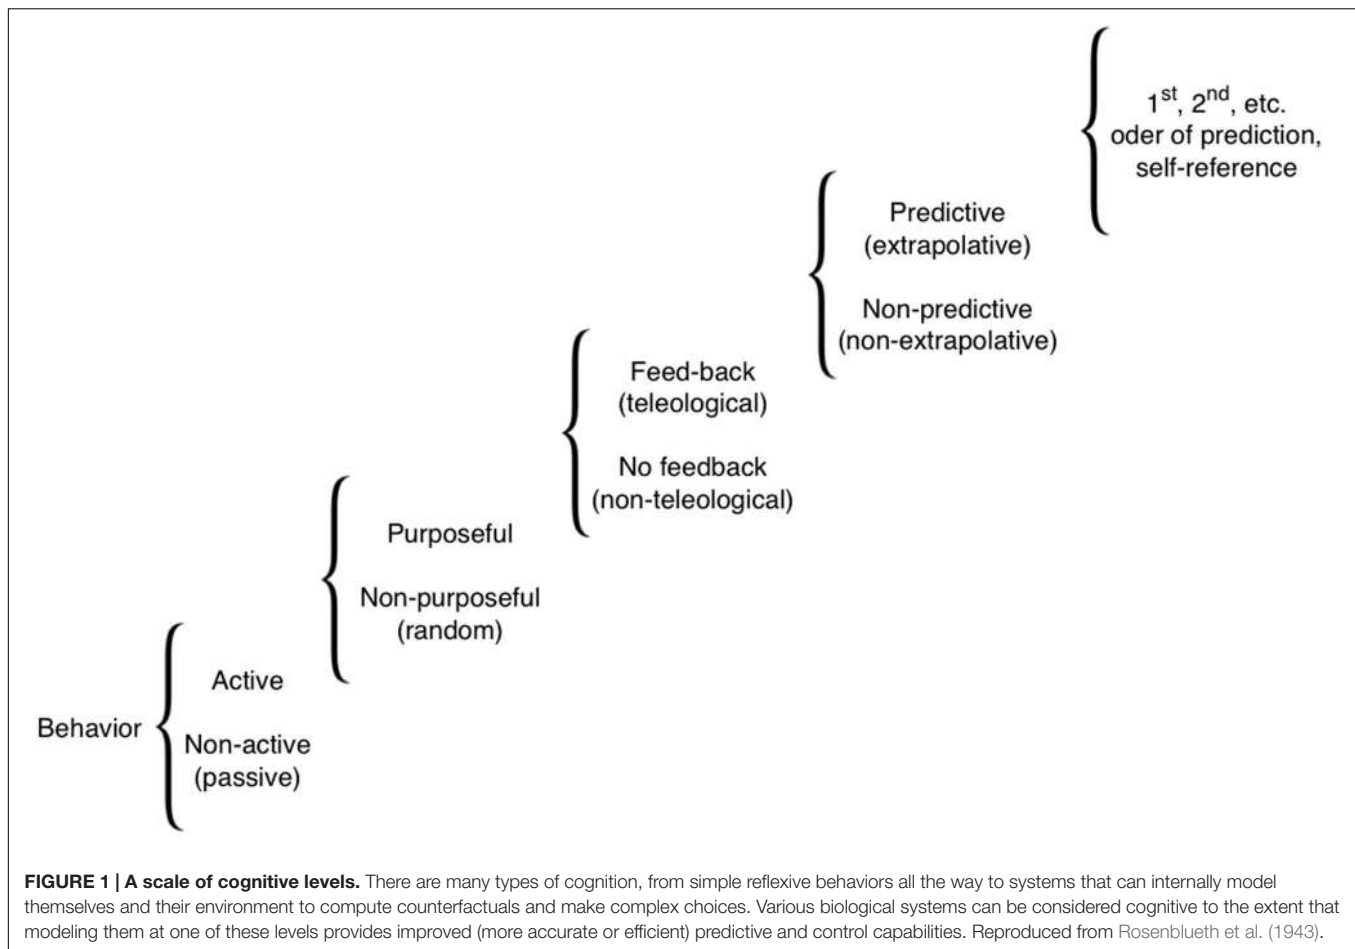 1st, 2nd, etc.
oder of prediction,
self-reference
Predictive
(extrapolative)
Non-predictive
(non-extrapolative)
Feed-back
(teleological)
No feedback
(non-teleological)
Purposeful
Non-purposeful
(random)
Active
Behavior
Non-active
(passive)
FIGURE 1 | A scale of cognitive levels. There are many types of cognition, from simple reflexive behaviors all the way to systems that can internally model
themselves and their environment to compute counterfactuals and make complex choices. Various biological systems can be considered cognitive to the extent that
modeling them at one of these levels provides improved (more accurate or efficient) predictive and control capabilities. Reproduced from Rosenblueth et al. (1943).